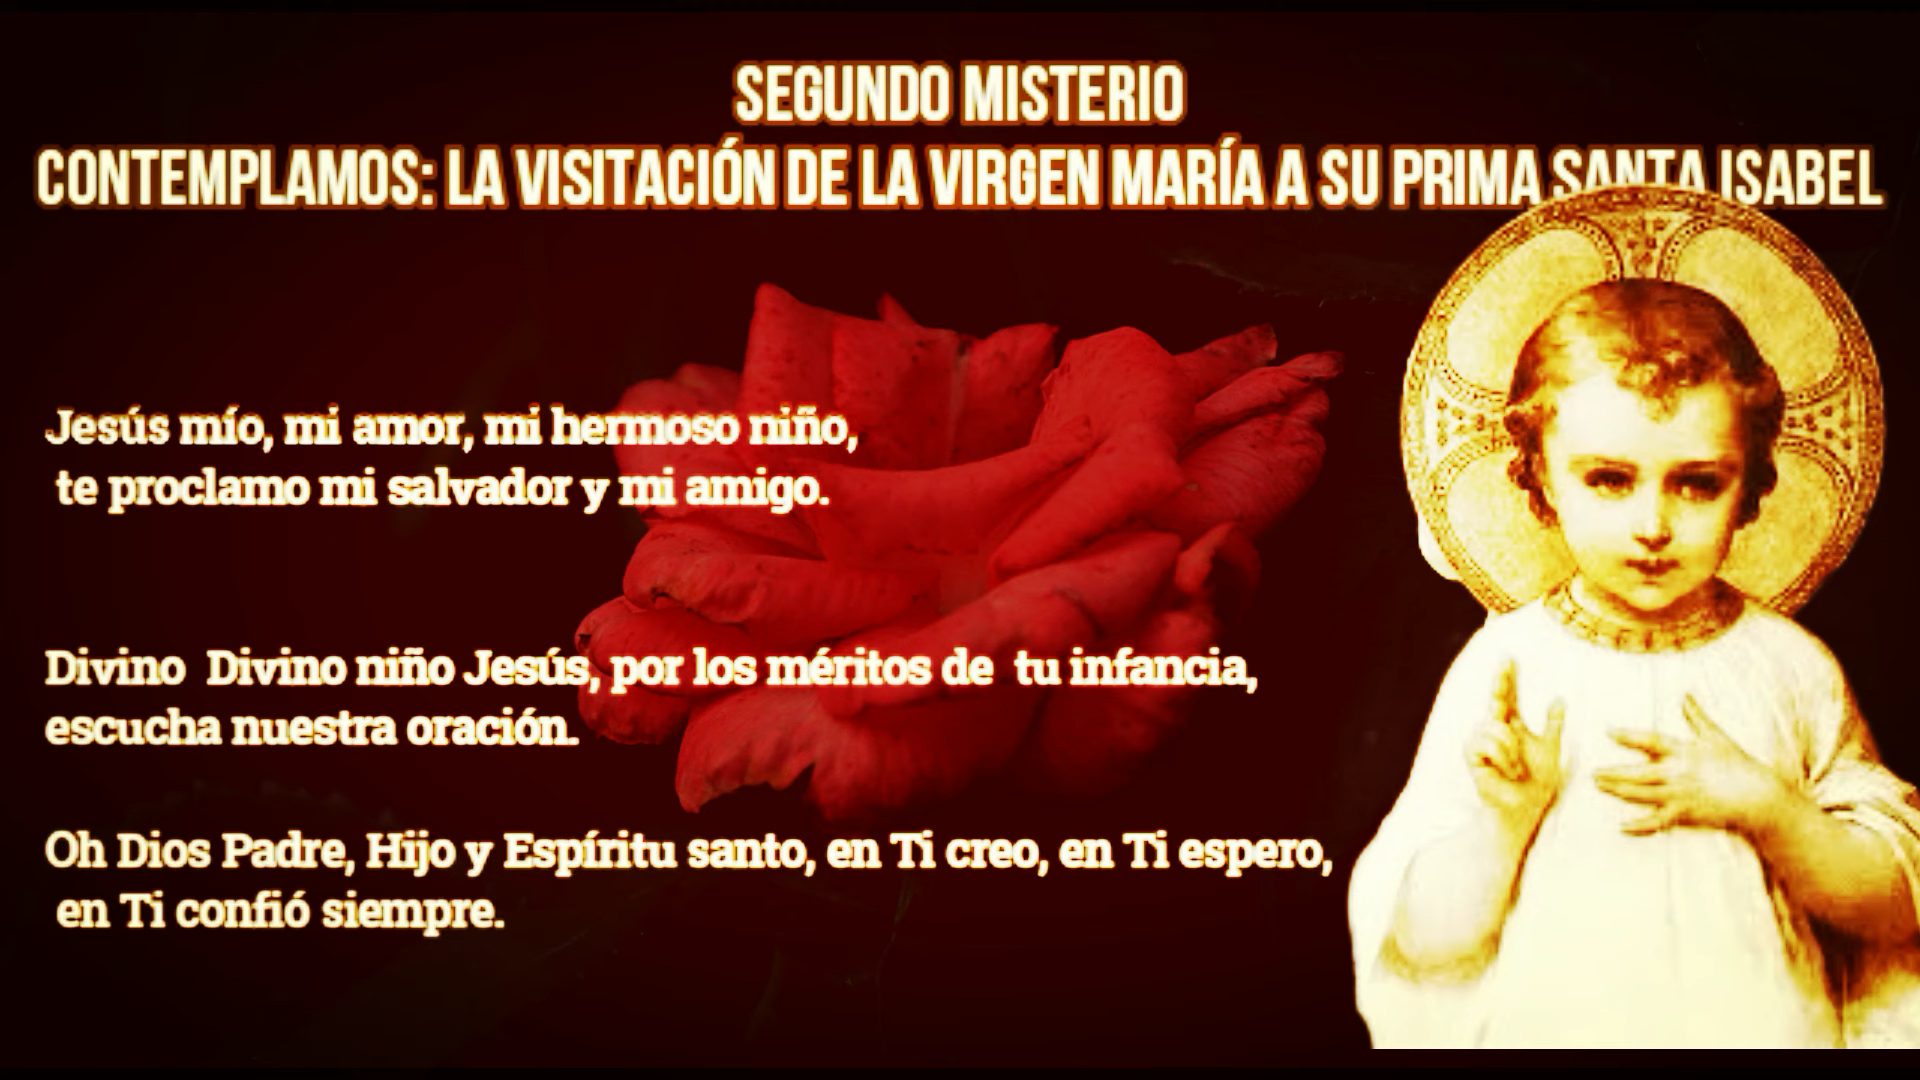 SEGUNDO MISTERIO
CONTEMPLAMOS: LA VISITACIÓN DE LA VIRGEN MARÍA A SU PRIMA SANTA ISABEL
Jesús mío, mi amor, mi hermoso niño,
te proclamo mi salvador y mi amigo.
Divino Divino niño Jesús, por los méritos de tu infancia,
escucha nuestra oración.
Oh Dios Padre, Hijo y Espíritu santo, en Ti creo, en Ti espero,
en Ti confió siempre.